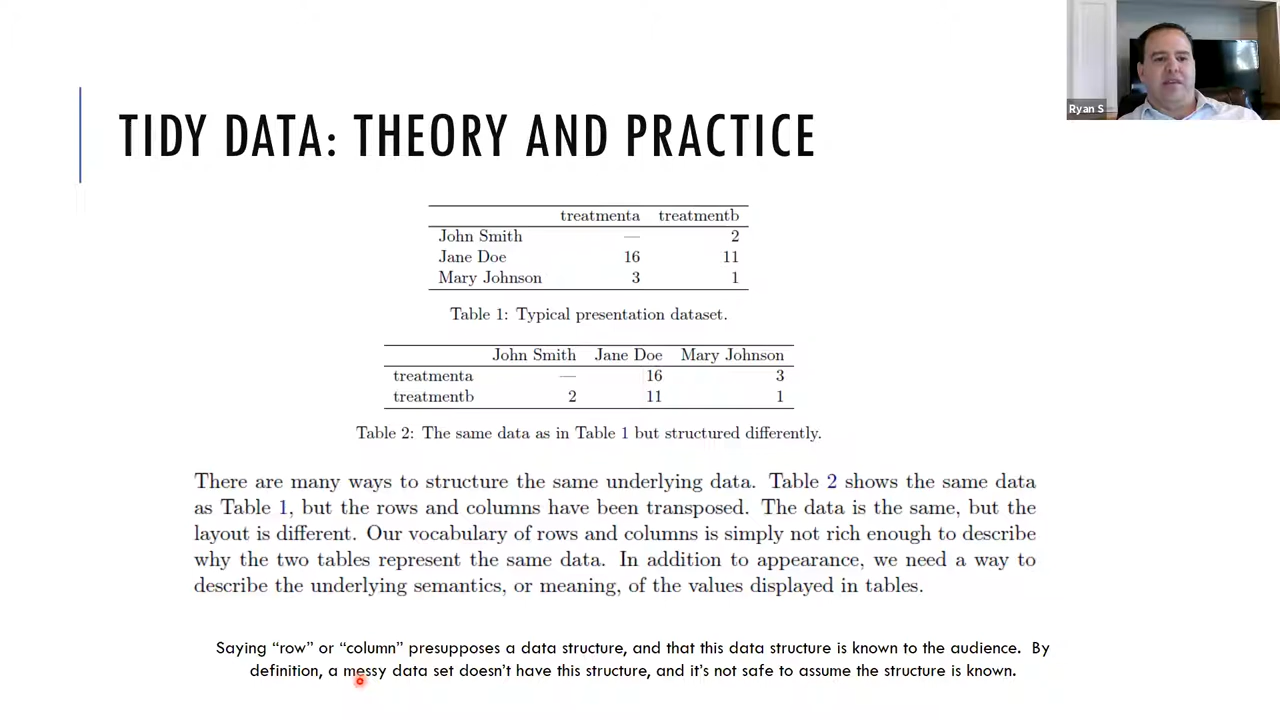 Ryan S
TIDY DATA: THEORY AND PRACTICE
treatmenta treatmentb
John Smith — 2
Jane Doe 16 11
Mary Johnson 3 1
Table 1: Typical presentation dataset.
John Smith Jane Doe Mary Johnson
treatmenta — 16 3
treatmentb 2 11 1
Table 2: The same data as in Table 1 but structured differently.
There are many ways to structure the same underlying data. Table 2 shows the same data
as Table 1, but the rows and columns have been transposed. The data is the same, but the
layout is different. Our vocabulary of rows and columns is simply not rich enough to describe
why the two tables represent the same data. In addition to appearance, we need a way to
describe the underlying semantics, or meaning, of the values displayed in tables.
Saying “row” or “column” presupposes a data structure, and that this data structure is known to the audience. By
definition, a messy data set doesn’t have this structure, and it’s not safe to assume the structure is known.